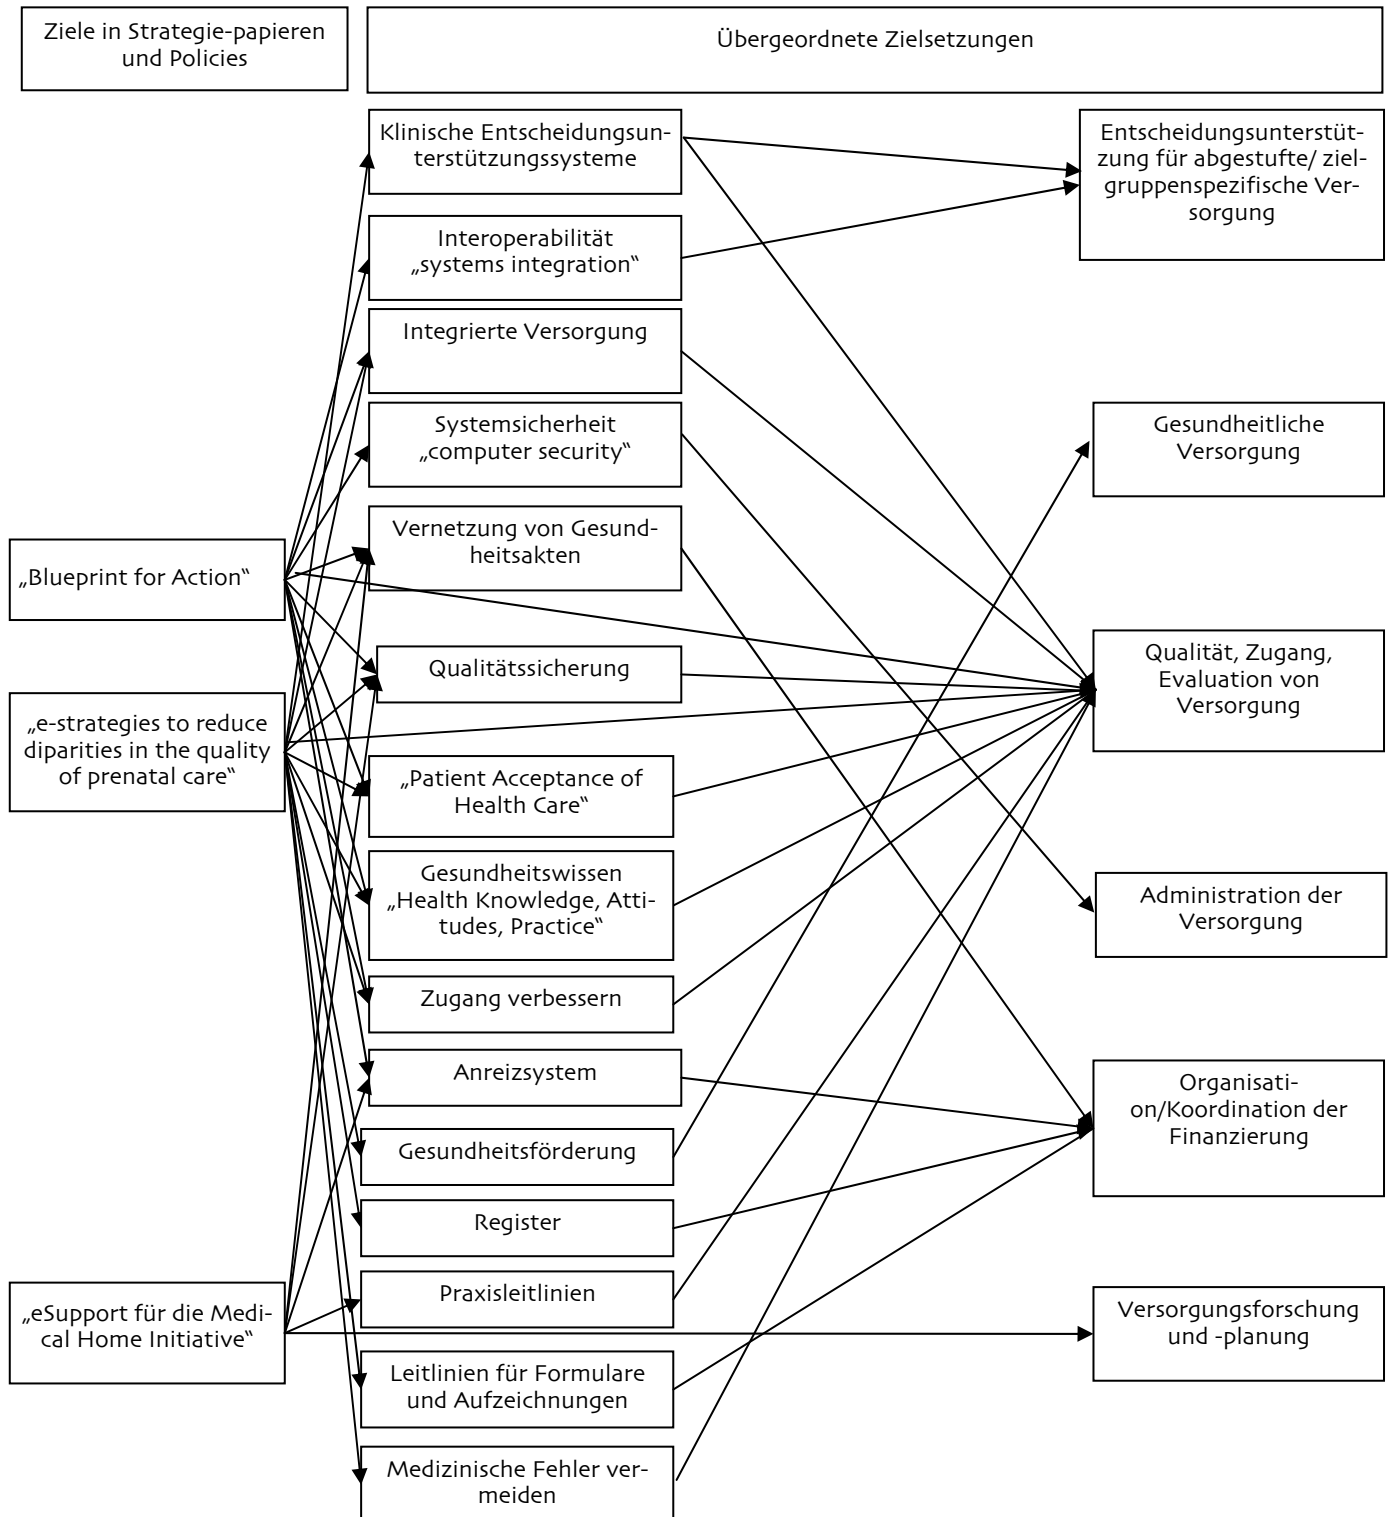 Ziele in Strategie-papieren
und Policies
Übergeordnete Zielsetzungen
Klinische Entscheidungsun-
terstützungssysteme
Entscheidungsunterstüt-
zung für abgestufte/ ziel-
gruppenspezifische Ver-
sorgung
Interoperabilität
„systems integration“
Integrierte Versorgung
Systemsicherheit
„computer security“
Gesundheitliche
Versorgung
Vernetzung von Gesund-
heitsakten
„Blueprint for Action“
Qualitätssicherung
Qualität, Zugang,
Evaluation von
Versorgung
„e-strategies to reduce
diparities in the quality
of prenatal care“
„Patient Acceptance of
Health Care“
Gesundheitswissen
„Health Knowledge, Atti-
tudes, Practice“
Administration der
Versorgung
Zugang verbessern
Anreizsystem
Organisati-
on/Koordination der
Finanzierung
Gesundheitsförderung
Register
Praxisleitlinien
„eSupport für die Medi-
cal Home Initiative“
Versorgungsforschung
und -planung
Leitlinien für Formulare
und Aufzeichnungen
Medizinische Fehler ver-
meiden